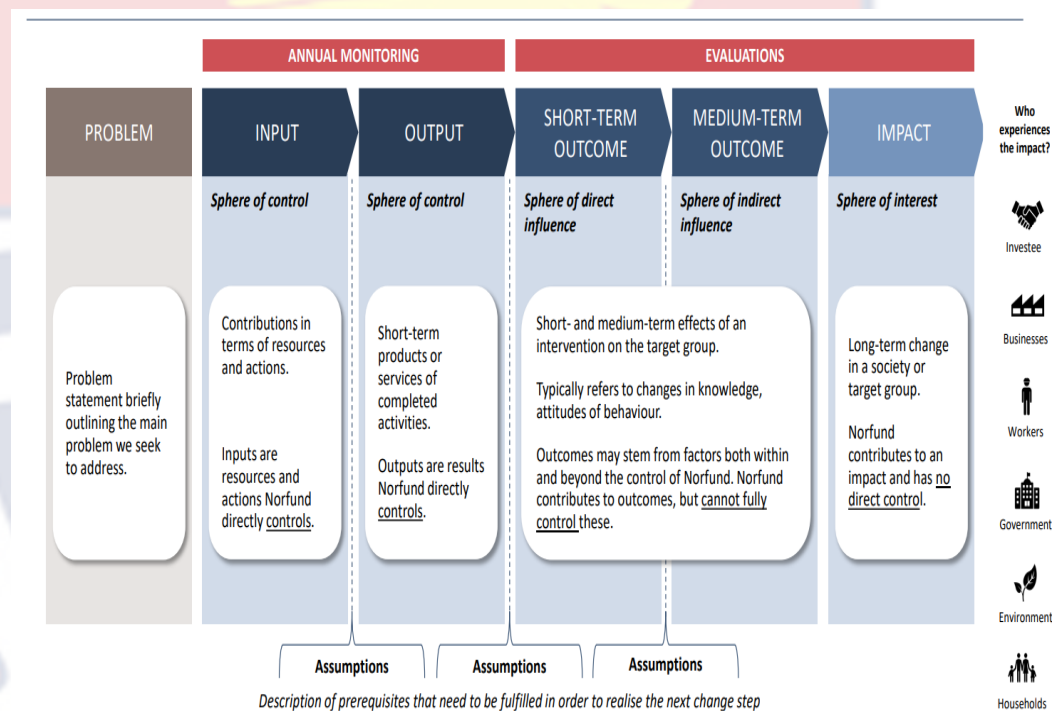 ANNUAL MONITORING
EVALUATIONS
PROBLEM
INPUT
OUTPUT
SHORT-TERM
OUTCOME
MEDIUM-TERM
OUTCOME
IMPACT
Who
experiences
the impact?
Sphere of control
Sphere of control
Sphere of direct
influence
Sphere of indirect
influence
Sphere of interest
Problem
statement briefly
outlining the main
problem we seek
to address.
Contributions in
terms of resources
and actions.
Inputs are
resources and
actions Norfund
directly controls.
Short-term
products or
services of
completed
activities.
Outputs are results
Norfund directly
controls.
Short- and medium-term effects of an
intervention on the target group.
Typically refers to changes in knowledge,
attitudes of behaviour.
Outcomes may stem from factors both within
and beyond the control of Norfund. Norfund
contributes to outcomes, but cannot fully
control these.
Long-term change
in a society or
target group.
Norfund
contributes to an
impact and has no
direct control.
Investee
Businesses
Workers
Government
Environment
Households
Assumptions
Assumptions
Assumptions
Description of prerequisites that need to be fulfilled in order to realise the next change step